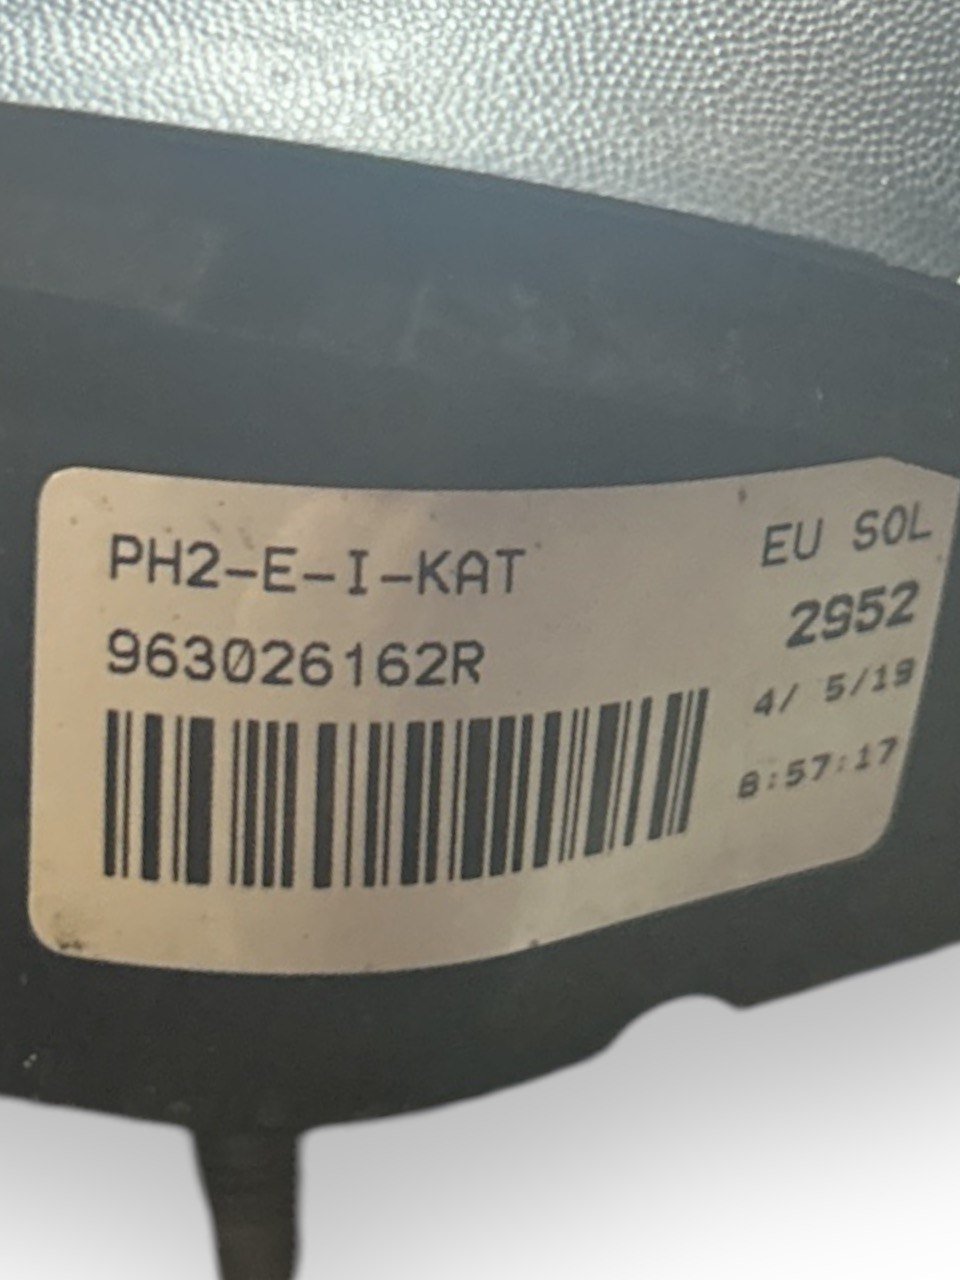 PH2-E-I-KAT
963026162R
EU SOL
2952
4/ 5/19
8:57:17